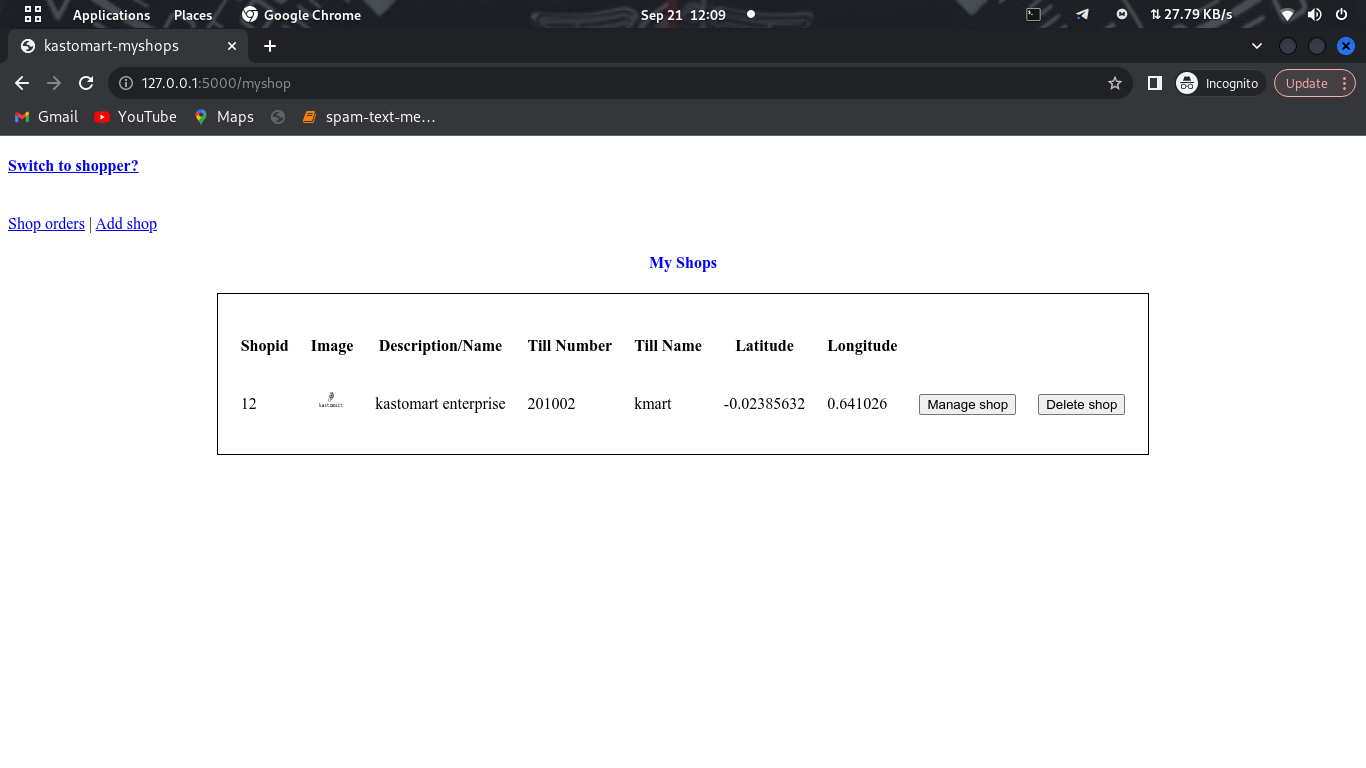 Applications Places Google Chrome Sep 21 12:09 27.79 KB/s
kastomart-myshops
127.0.0.1:5000/myshop Incognito Update
Gmail YouTube Maps spam-text-me…
Switch to shopper?
Shop orders | Add shop
My Shops
Shopid Image Description/Name Till Number Till Name Latitude Longitude
12 kastomart kastomart enterprise 201002 kmart -0.02385632 0.641026 Manage shop Delete shop